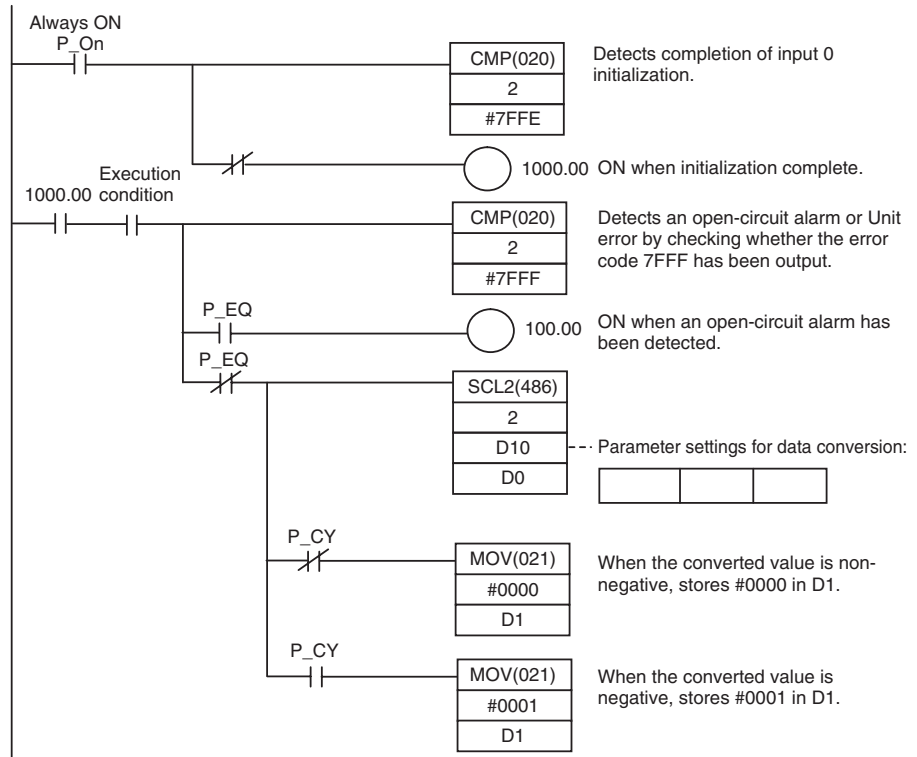 Always ON
P_On
CMP(020)
2
#7FFE
Detects completion of input 0
initialization.
1000.00 ON when initialization complete.
Execution
1000.00 condition
CMP(020)
2
#7FFF
Detects an open-circuit alarm or Unit
error by checking whether the error
code 7FFF has been output.
P_EQ
100.00
ON when an open-circuit alarm has
been detected.
P_EQ
SCL2(486)
2
D10
D0
Parameter settings for data conversion:
P_CY
MOV(021)
#0000
D1
When the converted value is non-
negative, stores #0000 in D1.
P_CY
MOV(021)
#0001
D1
When the converted value is
negative, stores #0001 in D1.